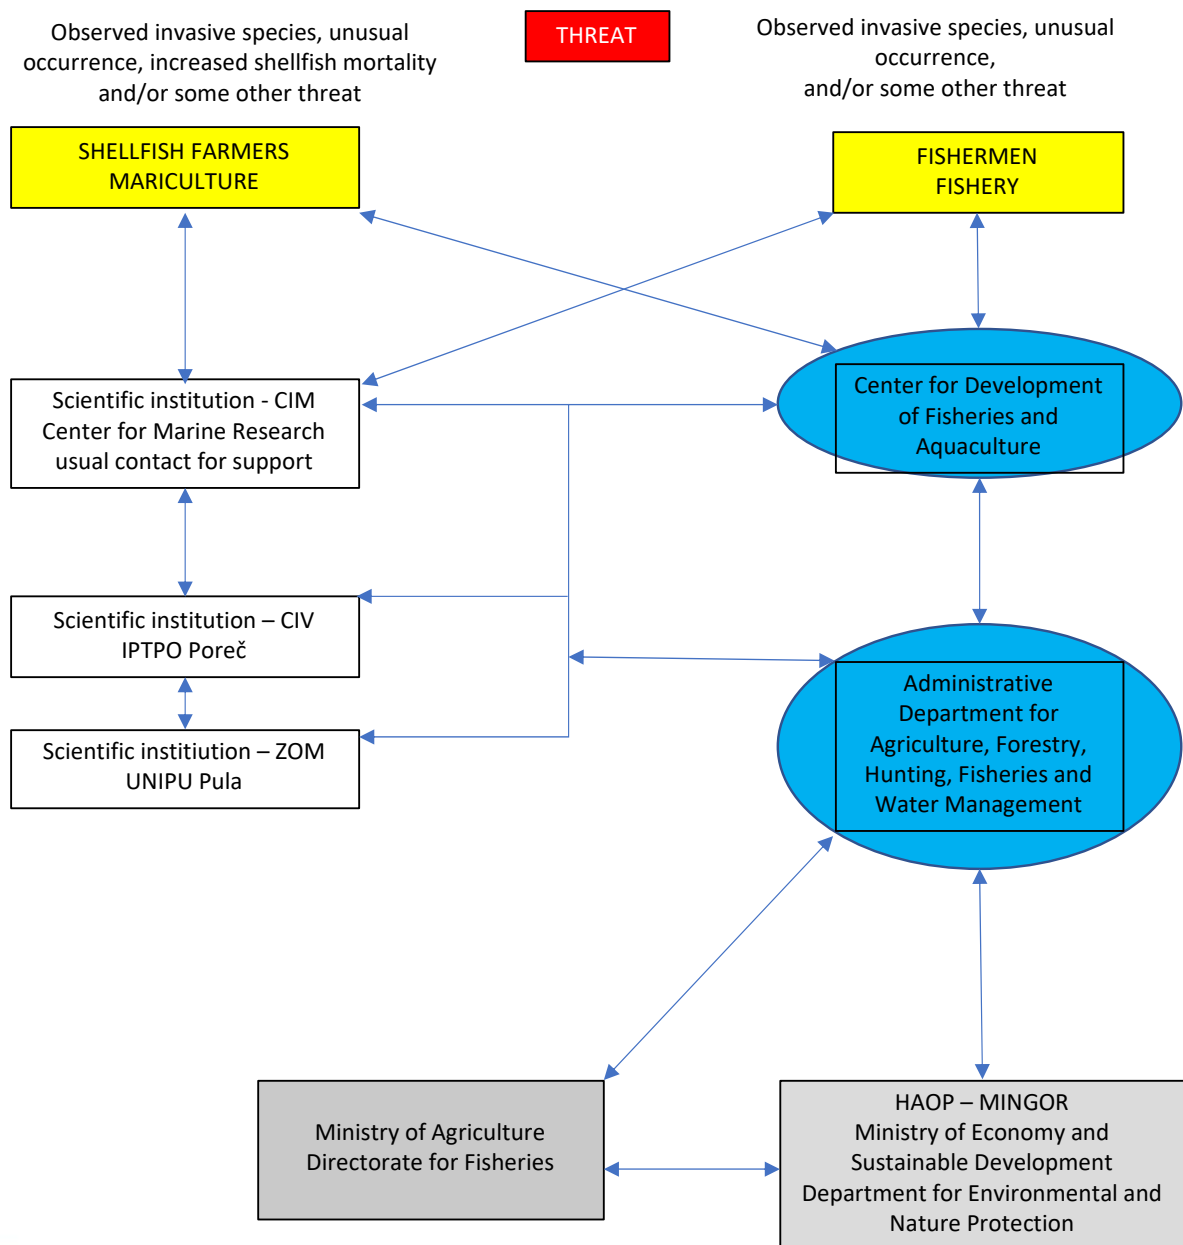 Observed invasive species, unusual
occurrence, increased shellfish mortality
and/or some other threat
THREAT
Observed invasive species, unusual
occurrence,
and/or some other threat
SHELLFISH FARMERS
MARICULTURE
FISHERMEN
FISHERY
Scientific institution - CIM
Center for Marine Research
usual contact for support
Center for Development
of Fisheries and
Aquaculture
Scientific institution – CIV
IPTPO Poreč
Scientific institiution – ZOM
UNIPU Pula
Administrative
Department for
Agriculture, Forestry,
Hunting, Fisheries and
Water Management
Ministry of Agriculture
Directorate for Fisheries
HAOP – MINGOR
Ministry of Economy and
Sustainable Development
Department for Environmental and
Nature Protection